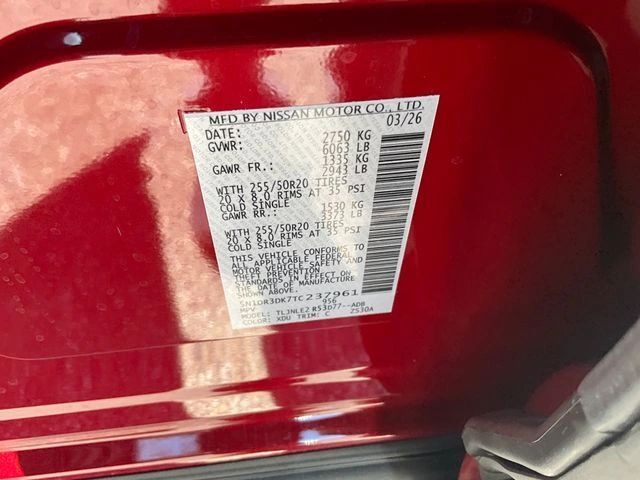 MFD BY NISSAN MOTOR CO., LTD.
DATE: 03/26
GVWR: 2750 KG
6063 LB
GAWR FR.: 1335 KG
2943 LB
WITH 255/50R20 TIRES
20 X 8.0 RIMS AT 35 PSI
COLD SINGLE
GAWR RR.: 1530 KG
3373 LB
WITH 255/50R20 TIRES
20 X 8.0 RIMS AT 35 PSI
COLD SINGLE
THIS VEHICLE CONFORMS TO
ALL APPLICABLE FEDERAL
MOTOR VEHICLE SAFETY AND
THEFT PREVENTION
STANDARDS IN EFFECT ON
THE DATE OF MANUFACTURE
SHOWN ABOVE.
5N1DR3DK7TC237961
MPV 956
MODEL: TLJNLE2 R53D77--ADB
COLOR: XDU TRIM: C ZS30A